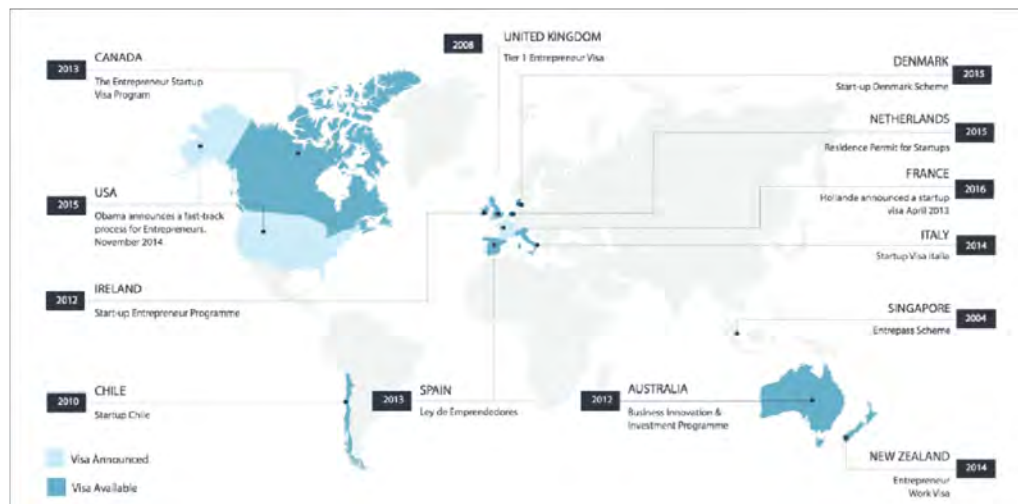 2013
CANADA
The Entrepreneur Startup
Visa Program
2015
USA
Obama announces a fast-track
process for Entrepreneurs.
November 2014
2012
IRELAND
Start-up Entrepreneur Programme
2010
CHILE
Startup Chile
2008
UNITED KINGDOM
Tier 1 Entrepreneur Visa
2013
SPAIN
Ley de Emprendedores
DENMARK
2015
Start-up Denmark Scheme
NETHERLANDS
2015
Residence Permit for Startups
FRANCE
2016
Hollande announced a startup
visa April 2013
ITALY
2014
Startup Visa Italia
SINGAPORE
2004
Entrepass Scheme
2012
AUSTRALIA
Business Innovation &
Investment Programme
NEW ZEALAND
2014
Entrepreneur
Work Visa
Visa Announced
Visa Available